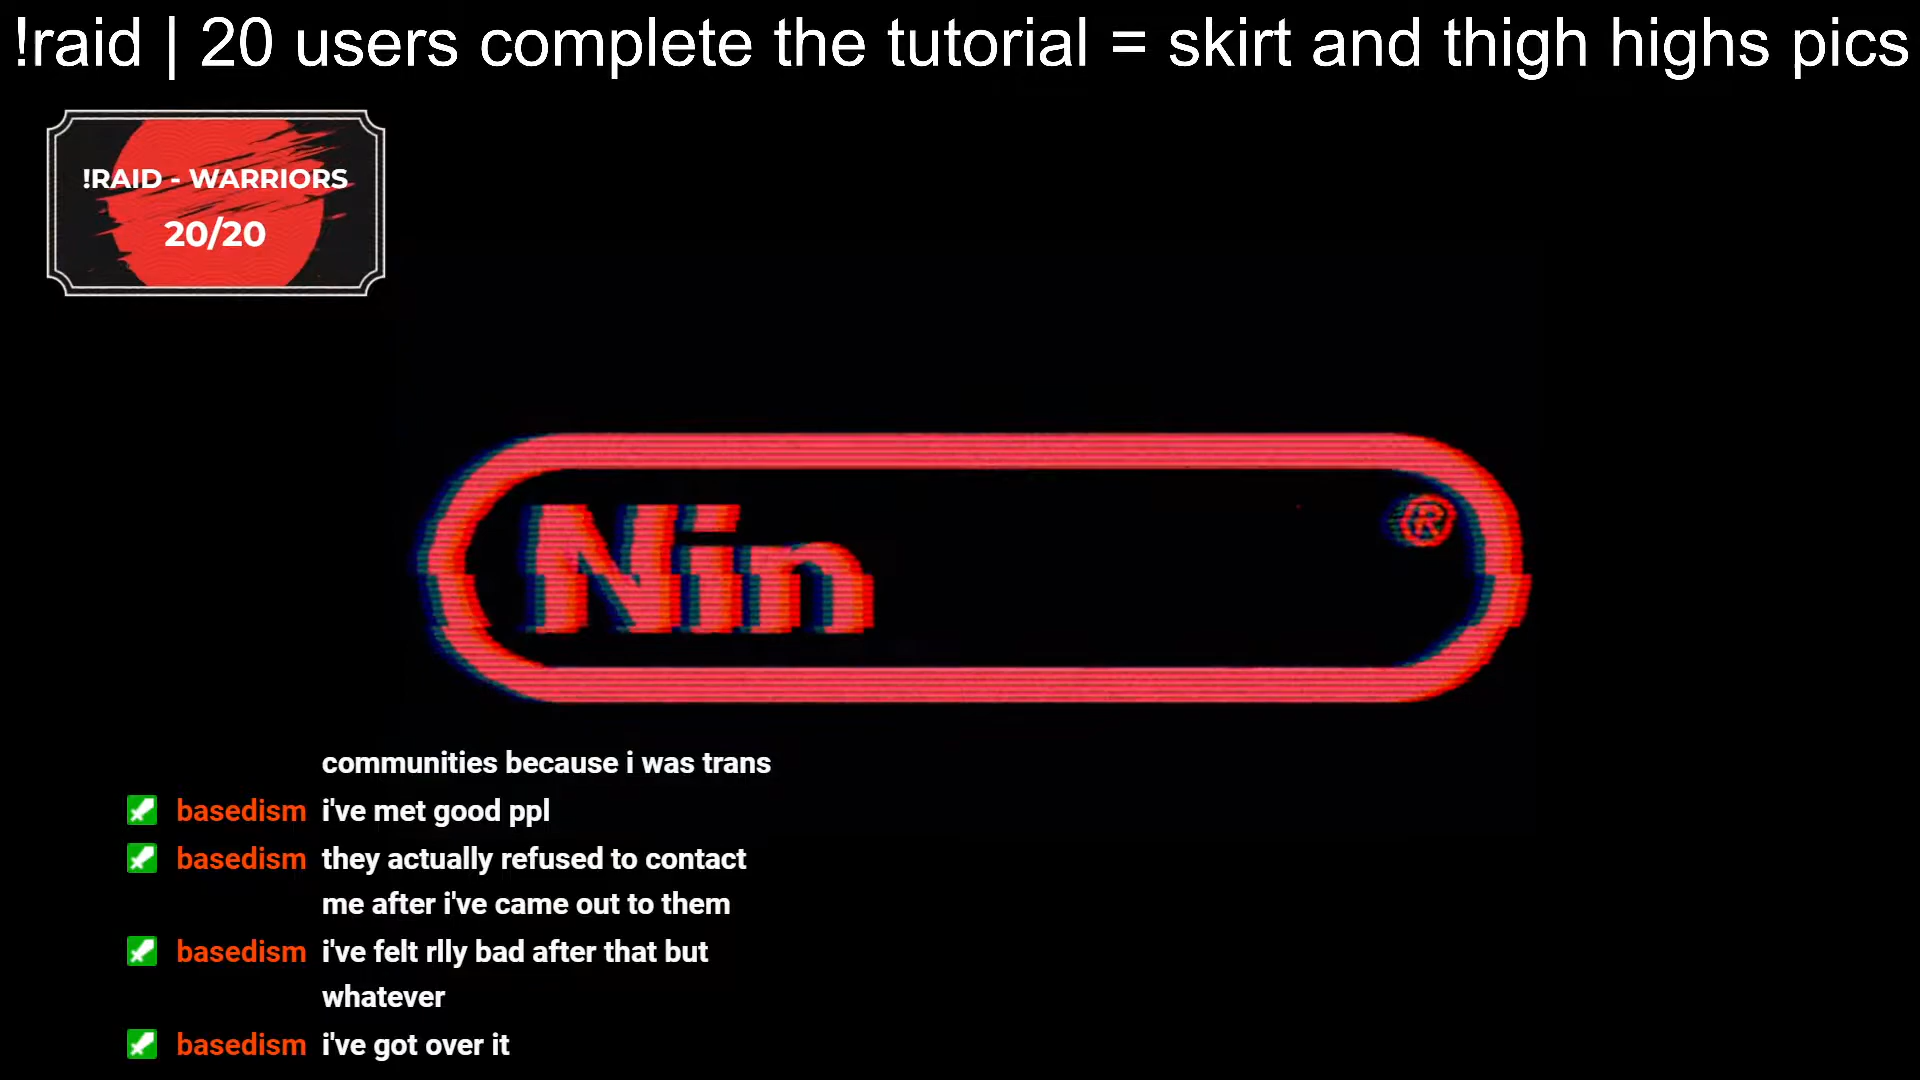 !raid | 20 users complete the tutorial = skirt and thigh highs pics
!RAID - WARRIORS
20/20
Nin
®
communities because i was trans
basedism i've met good ppl
basedism they actually refused to contact
me after i've came out to them
basedism i've felt rlly bad after that but
whatever
basedism i've got over it